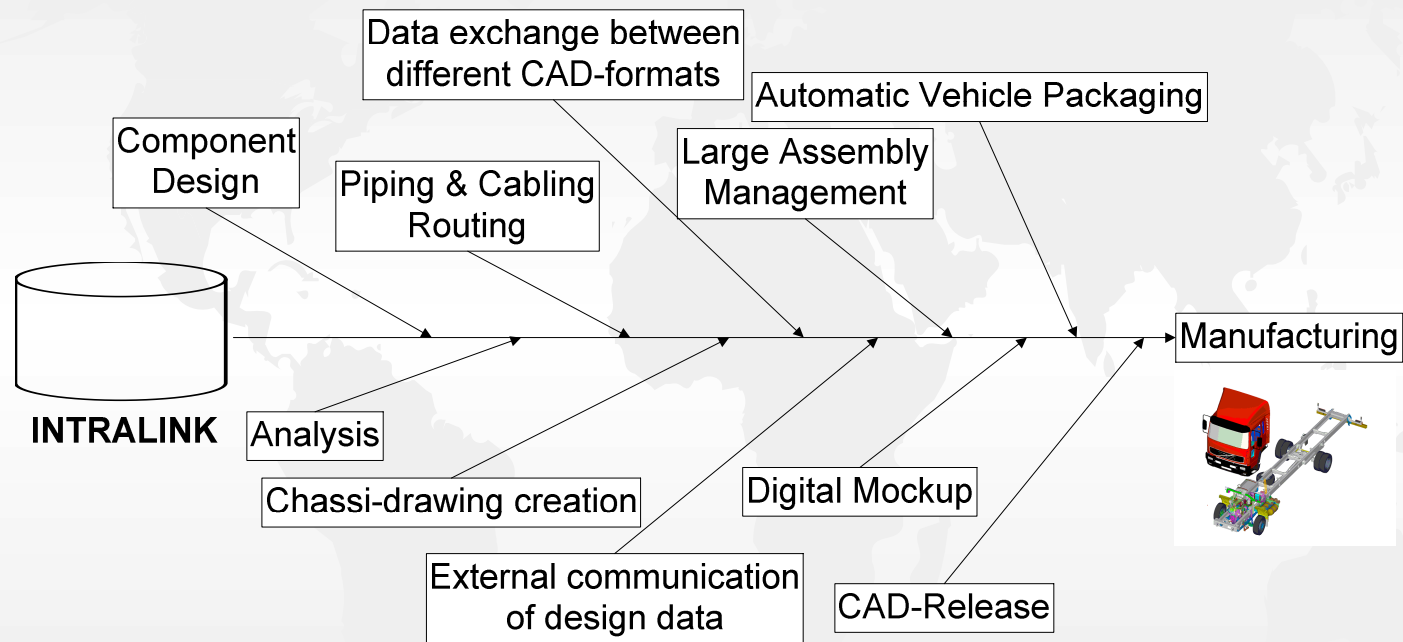 Data exchange between
different CAD-formats
Automatic Vehicle Packaging
Component
Design
Large Assembly
Management
Piping & Cabling
Routing
Manufacturing
INTRALINK
Analysis
Chassi-drawing creation
Digital Mockup
External communication
of design data
CAD-Release